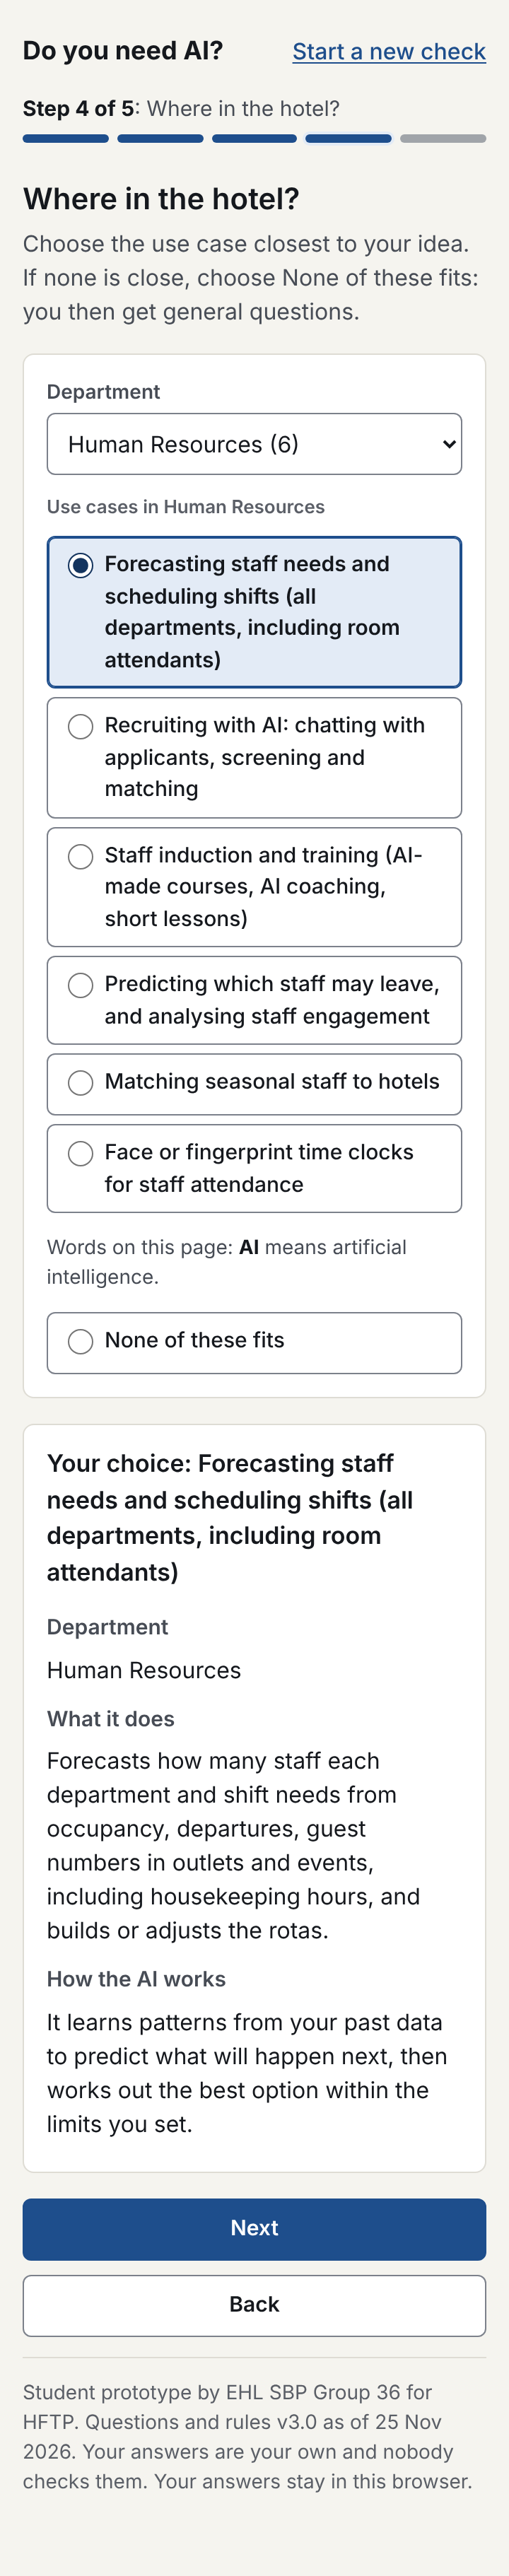 Do you need AI?
Start a new check
Step 4 of 5: Where in the hotel?
Where in the hotel?
Choose the use case closest to your idea.
If none is close, choose None of these fits:
you then get general questions.
Department
Human Resources (6)
Use cases in Human Resources
Forecasting staff needs and
scheduling shifts (all
departments, including room
attendants)
Recruiting with AI: chatting with
applicants, screening and
matching
Staff induction and training (AI-
made courses, AI coaching,
short lessons)
Predicting which staff may leave,
and analysing staff engagement
Matching seasonal staff to hotels
Face or fingerprint time clocks
for staff attendance
Words on this page: AI means artificial
intelligence.
None of these fits
Your choice: Forecasting staff
needs and scheduling shifts (all
departments, including room
attendants)
Department
Human Resources
What it does
Forecasts how many staff each
department and shift needs from
occupancy, departures, guest
numbers in outlets and events,
including housekeeping hours, and
builds or adjusts the rotas.
How the AI works
It learns patterns from your past data
to predict what will happen next, then
works out the best option within the
limits you set.
Next
Back
Student prototype by EHL SBP Group 36 for
HFTP. Questions and rules v3.0 as of 25 Nov
2026. Your answers are your own and nobody
checks them. Your answers stay in this browser.